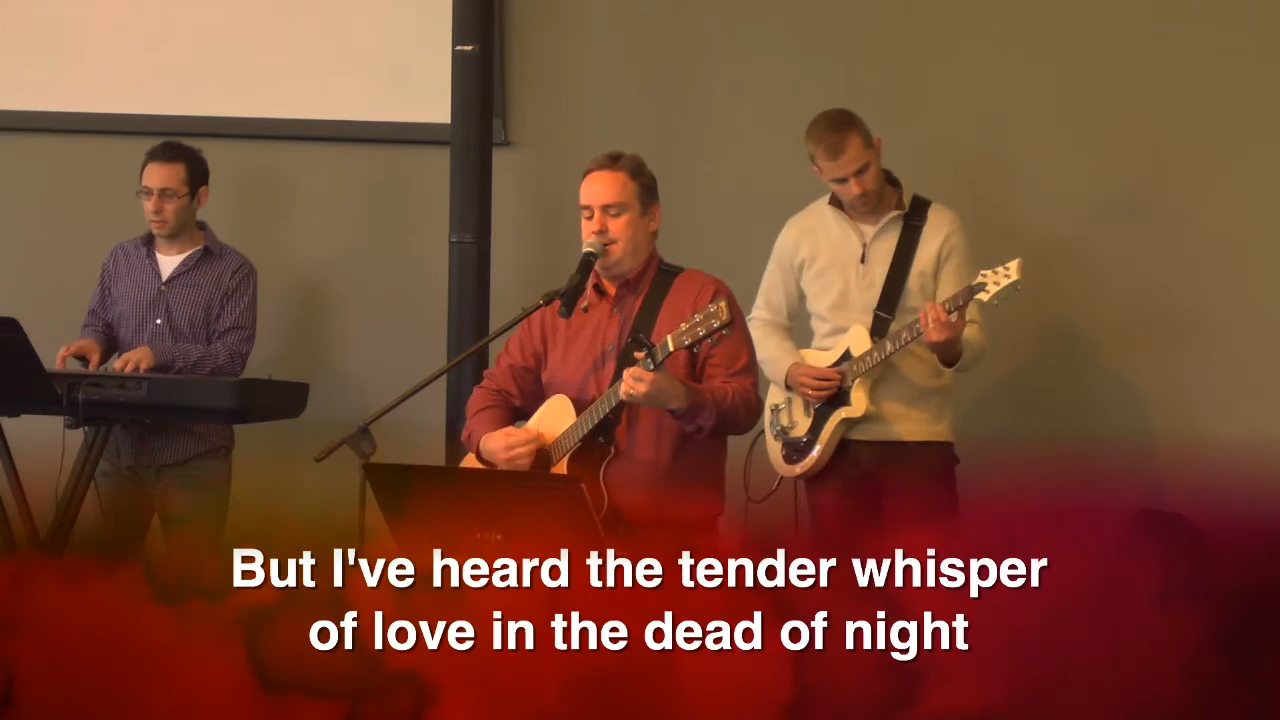 But I've heard the tender whisper
of love in the dead of night